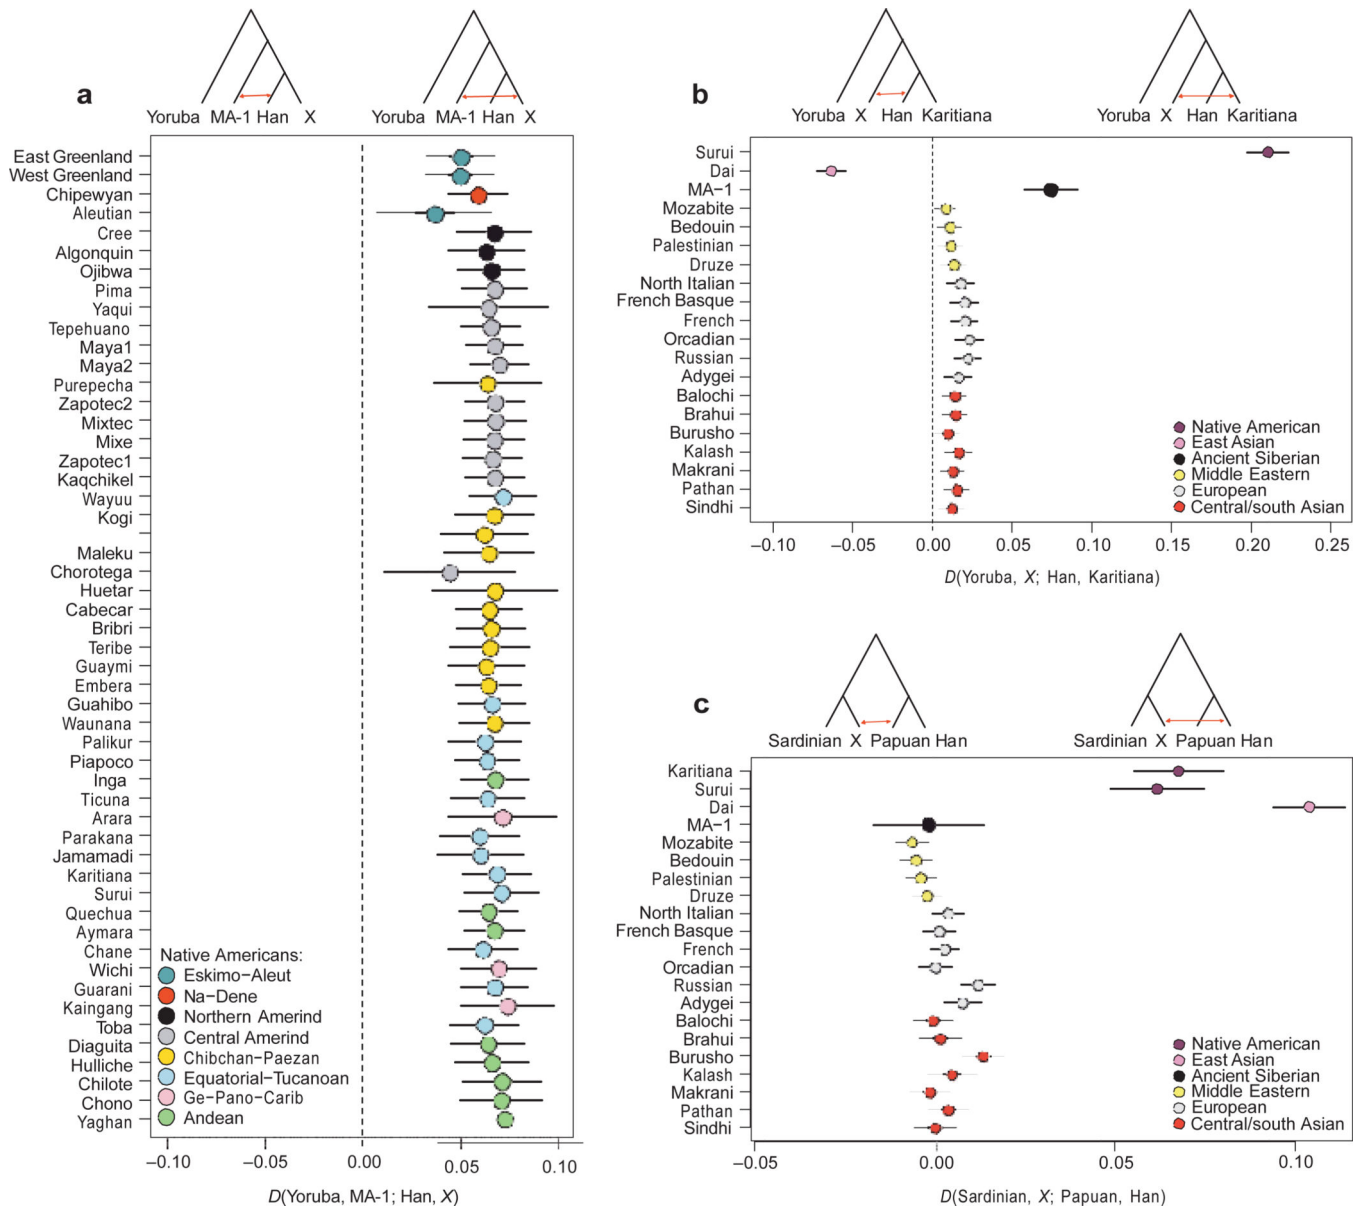 a
Yoruba MA-1 Han X
Yoruba MA-1 Han X
East Greenland
West Greenland
Chipewyan
Aleutian
Cree
Algonquin
Ojibwa
Pima
Yaqui
Tepehuano
Maya1
Maya2
Purepecha
Zapotec2
Mixtec
Mixe
Zapotec1
Kaqchikel
Wayuu
Kogi
Maleku
Chorotega
Huetar
Cabecar
Bribri
Teribe
Guaymi
Embera
Guahibo
Waunana
Palikur
Piapoco
Inga
Ticuna
Arara
Parakana
Jamamadi
Karitiana
Surui
Quechua
Aymara
Chane
Wichi
Guarani
Kaingang
Toba
Diaguita
Hulliche
Chilote
Chono
Yaghan
Native Americans:
Eskimo−Aleut
Na−Dene
Northern Amerind
Central Amerind
Chibchan−Paezan
Equatorial−Tucanoan
Ge−Pano−Carib
Andean
−0.10 −0.05 0.00 0.05 0.10
D(Yoruba, MA-1; Han, X)
b
Yoruba X Han Karitiana
Yoruba X Han Karitiana
Surui
Dai
MA−1
Mozabite
Bedouin
Palestinian
Druze
North Italian
French Basque
French
Orcadian
Russian
Adygei
Balochi
Brahui
Burusho
Kalash
Makrani
Pathan
Sindhi
Native American
East Asian
Ancient Siberian
Middle Eastern
European
Central/south Asian
−0.10 −0.05 0.00 0.05 0.10 0.15 0.20 0.25
D(Yoruba, X; Han, Karitiana)
c
Sardinian X Papuan Han
Sardinian X Papuan Han
Karitiana
Surui
Dai
MA−1
Mozabite
Bedouin
Palestinian
Druze
North Italian
French Basque
French
Orcadian
Russian
Adygei
Balochi
Brahui
Burusho
Kalash
Makrani
Pathan
Sindhi
Native American
East Asian
Ancient Siberian
Middle Eastern
European
Central/south Asian
−0.05 0.00 0.05 0.10
D(Sardinian, X; Papuan, Han)